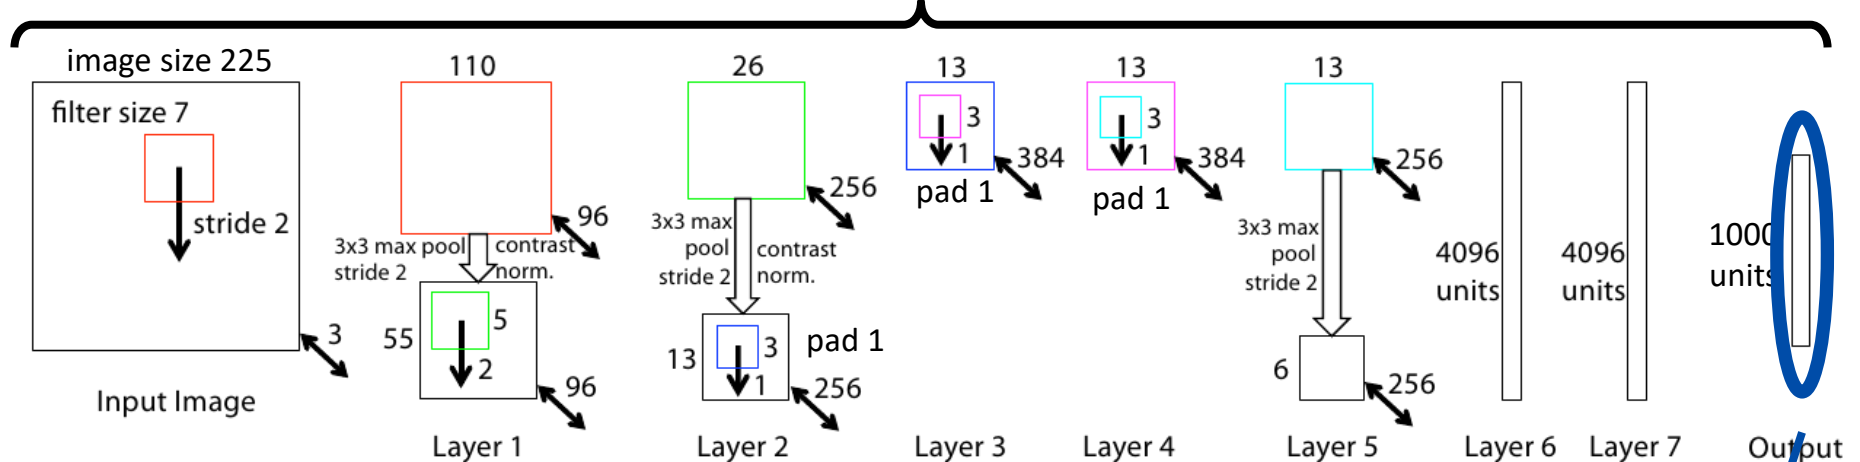 image size 225
filter size 7
stride 2
3
Input Image
110
96
3x3 max pool
stride 2
contrast
norm.
55
5
2
96
Layer 1
26
256
3x3 max
pool
stride 2
contrast
norm.
13
3
1
pad 1
256
Layer 2
13
3
1
384
pad 1
Layer 3
13
3
1
384
pad 1
Layer 4
13
256
3x3 max
pool
stride 2
6
256
Layer 5
4096
units
Layer 6
4096
units
Layer 7
1000
units
Output